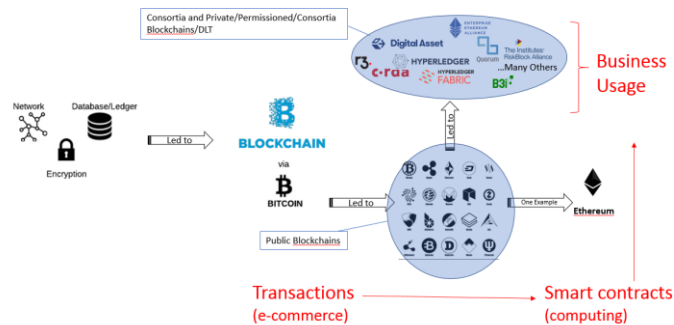 Consortia and Private/Permissioned/Consortia
Blockchains/DLT
ENTERPRISE
ETHEREUM
ALLIANCE
Digital Asset
Quorum
The Institutes
RiskBlock Alliance
r3.
HYPERLEDGER
...Many Others
c·rda
HYPERLEDGER
FABRIC
B3i
Business
Usage
Network
Database/Ledger
Encryption
Led to
BLOCKCHAIN
via
BITCOIN
Led to
Led to
One Example
Ethereum
Public Blockchains
Transactions
(e-commerce)
Smart contracts
(computing)